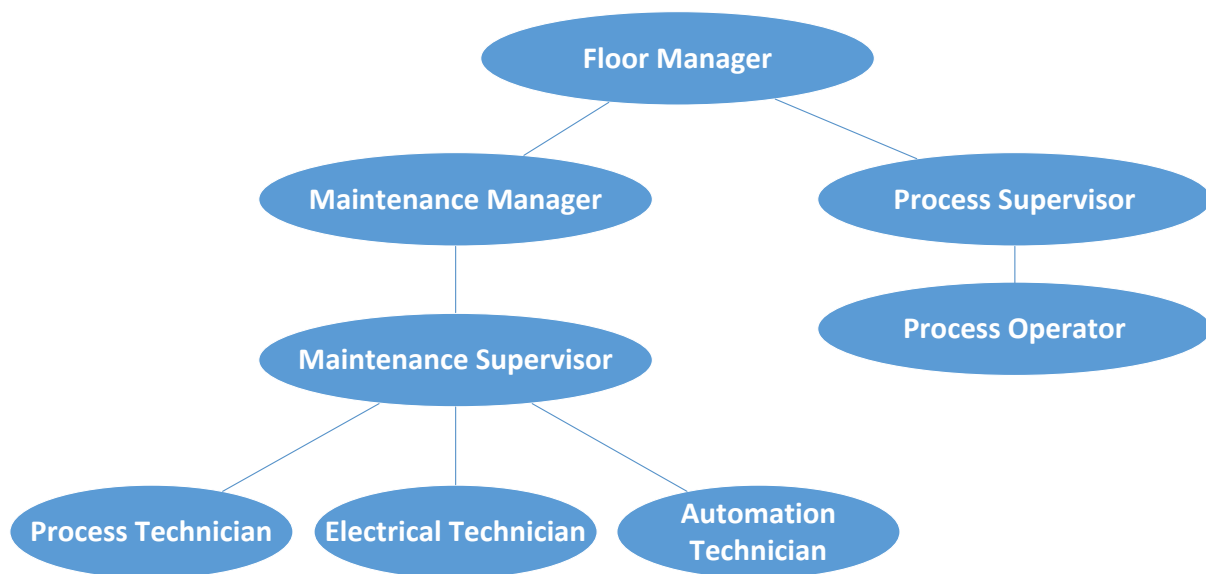 Floor Manager
Maintenance Manager
Process Supervisor
Process Operator
Maintenance Supervisor
Process Technician
Electrical Technician
Automation
Technician